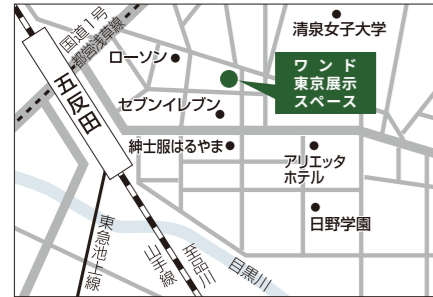 国道1号
都営浅草線
五反田
ローソン
清泉女子大学
ワンド
東京展示
スペース
セブンイレブン
紳士服はるやま
アリエッタ
ホテル
日野学園
東急池上線
山手線
至品川
目黒川